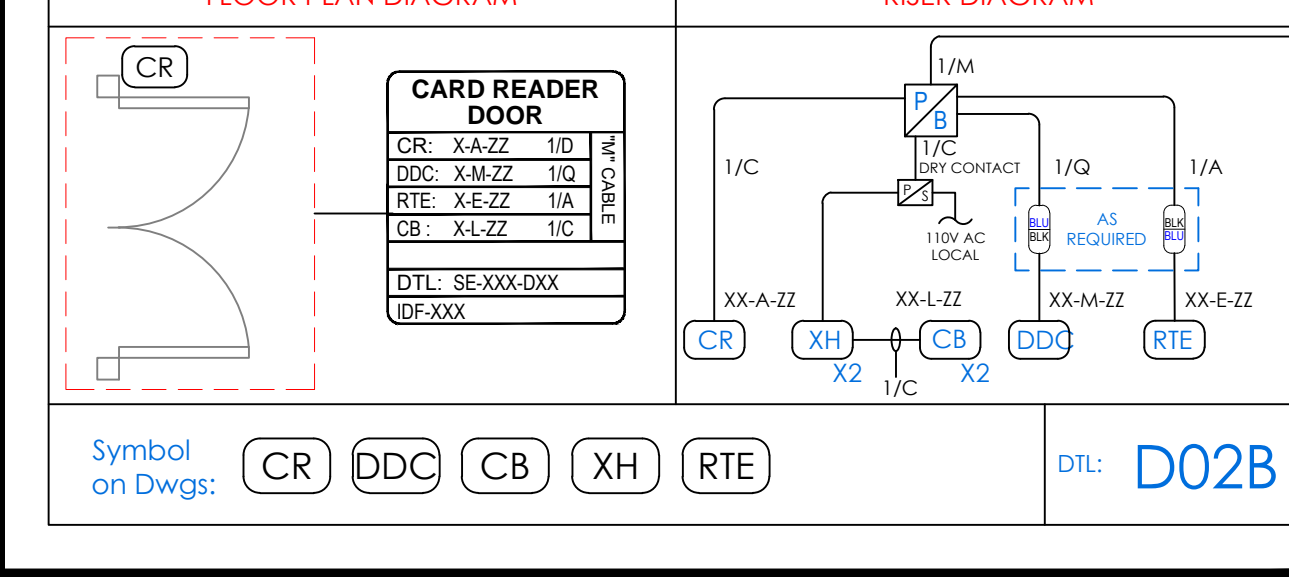 FLOOR PLAN DIAGRAM
RISER DIAGRAM
CR
CARD READER
DOOR
CR: X-A-ZZ 1/D
DDC: X-M-ZZ 1/Q
RTE: X-E-ZZ 1/A
CB : X-L-ZZ 1/C
"M" CABLE
DTL: SE-XXX-DXX
IDF-XXX
1/M
P
B
1/C
1/C
DRY CONTACT
1/Q
1/A
P
S
110V AC
LOCAL
BLU
BLK
AS
REQUIRED
BLK
BLU
XX-A-ZZ
XX-L-ZZ
XX-M-ZZ
XX-E-ZZ
CR
XH
CB
DDC
RTE
X2
1/C
X2
Symbol
on Dwgs:
CR
DDC
CB
XH
RTE
DTL:
D02B